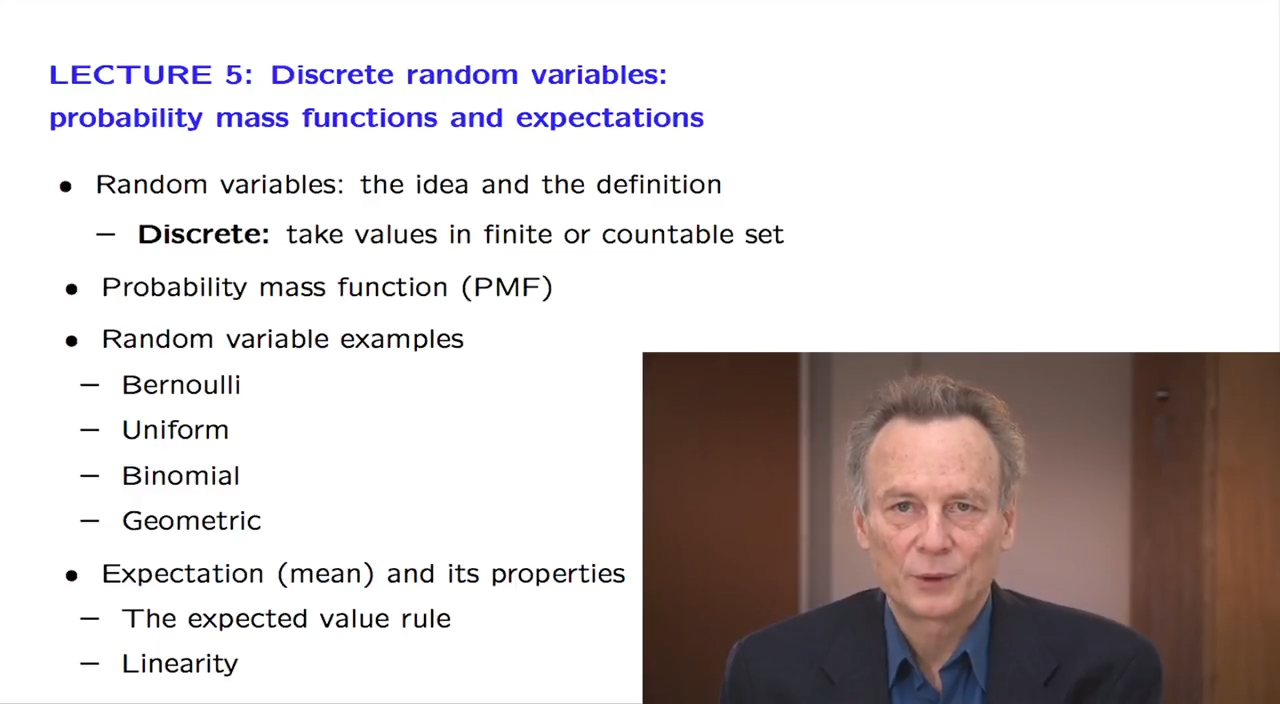 LECTURE 5: Discrete random variables:
probability mass functions and expectations
• Random variables: the idea and the definition
– Discrete: take values in finite or countable set
• Probability mass function (PMF)
• Random variable examples
– Bernoulli
– Uniform
– Binomial
– Geometric
• Expectation (mean) and its properties
– The expected value rule
– Linearity